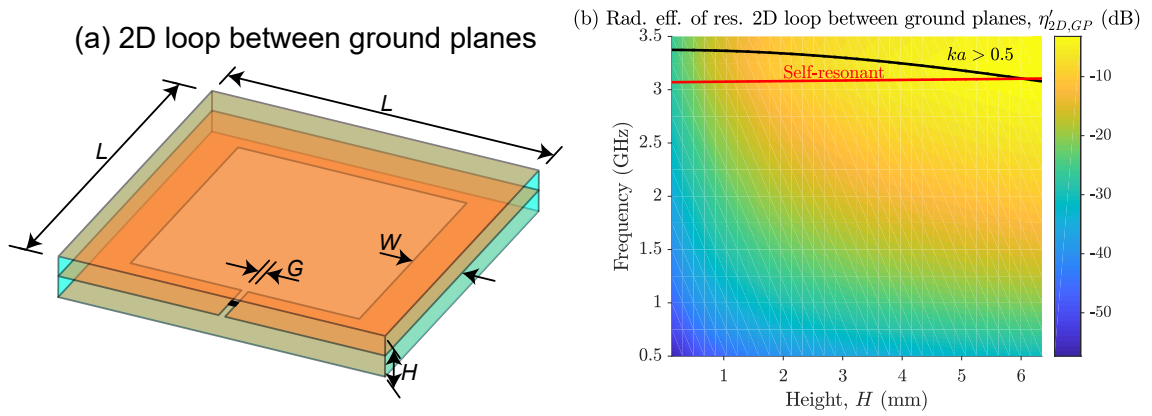 (a) 2D loop between ground planes
L
L
W
G
H
(b) Rad. eff. of res. 2D loop between ground planes, η′2D,GP (dB)
ka > 0.5
Self-resonant
3.5
3
2.5
2
1.5
1
0.5
Frequency (GHz)
1 2 3 4 5 6
Height, H (mm)
-10
-20
-30
-40
-50